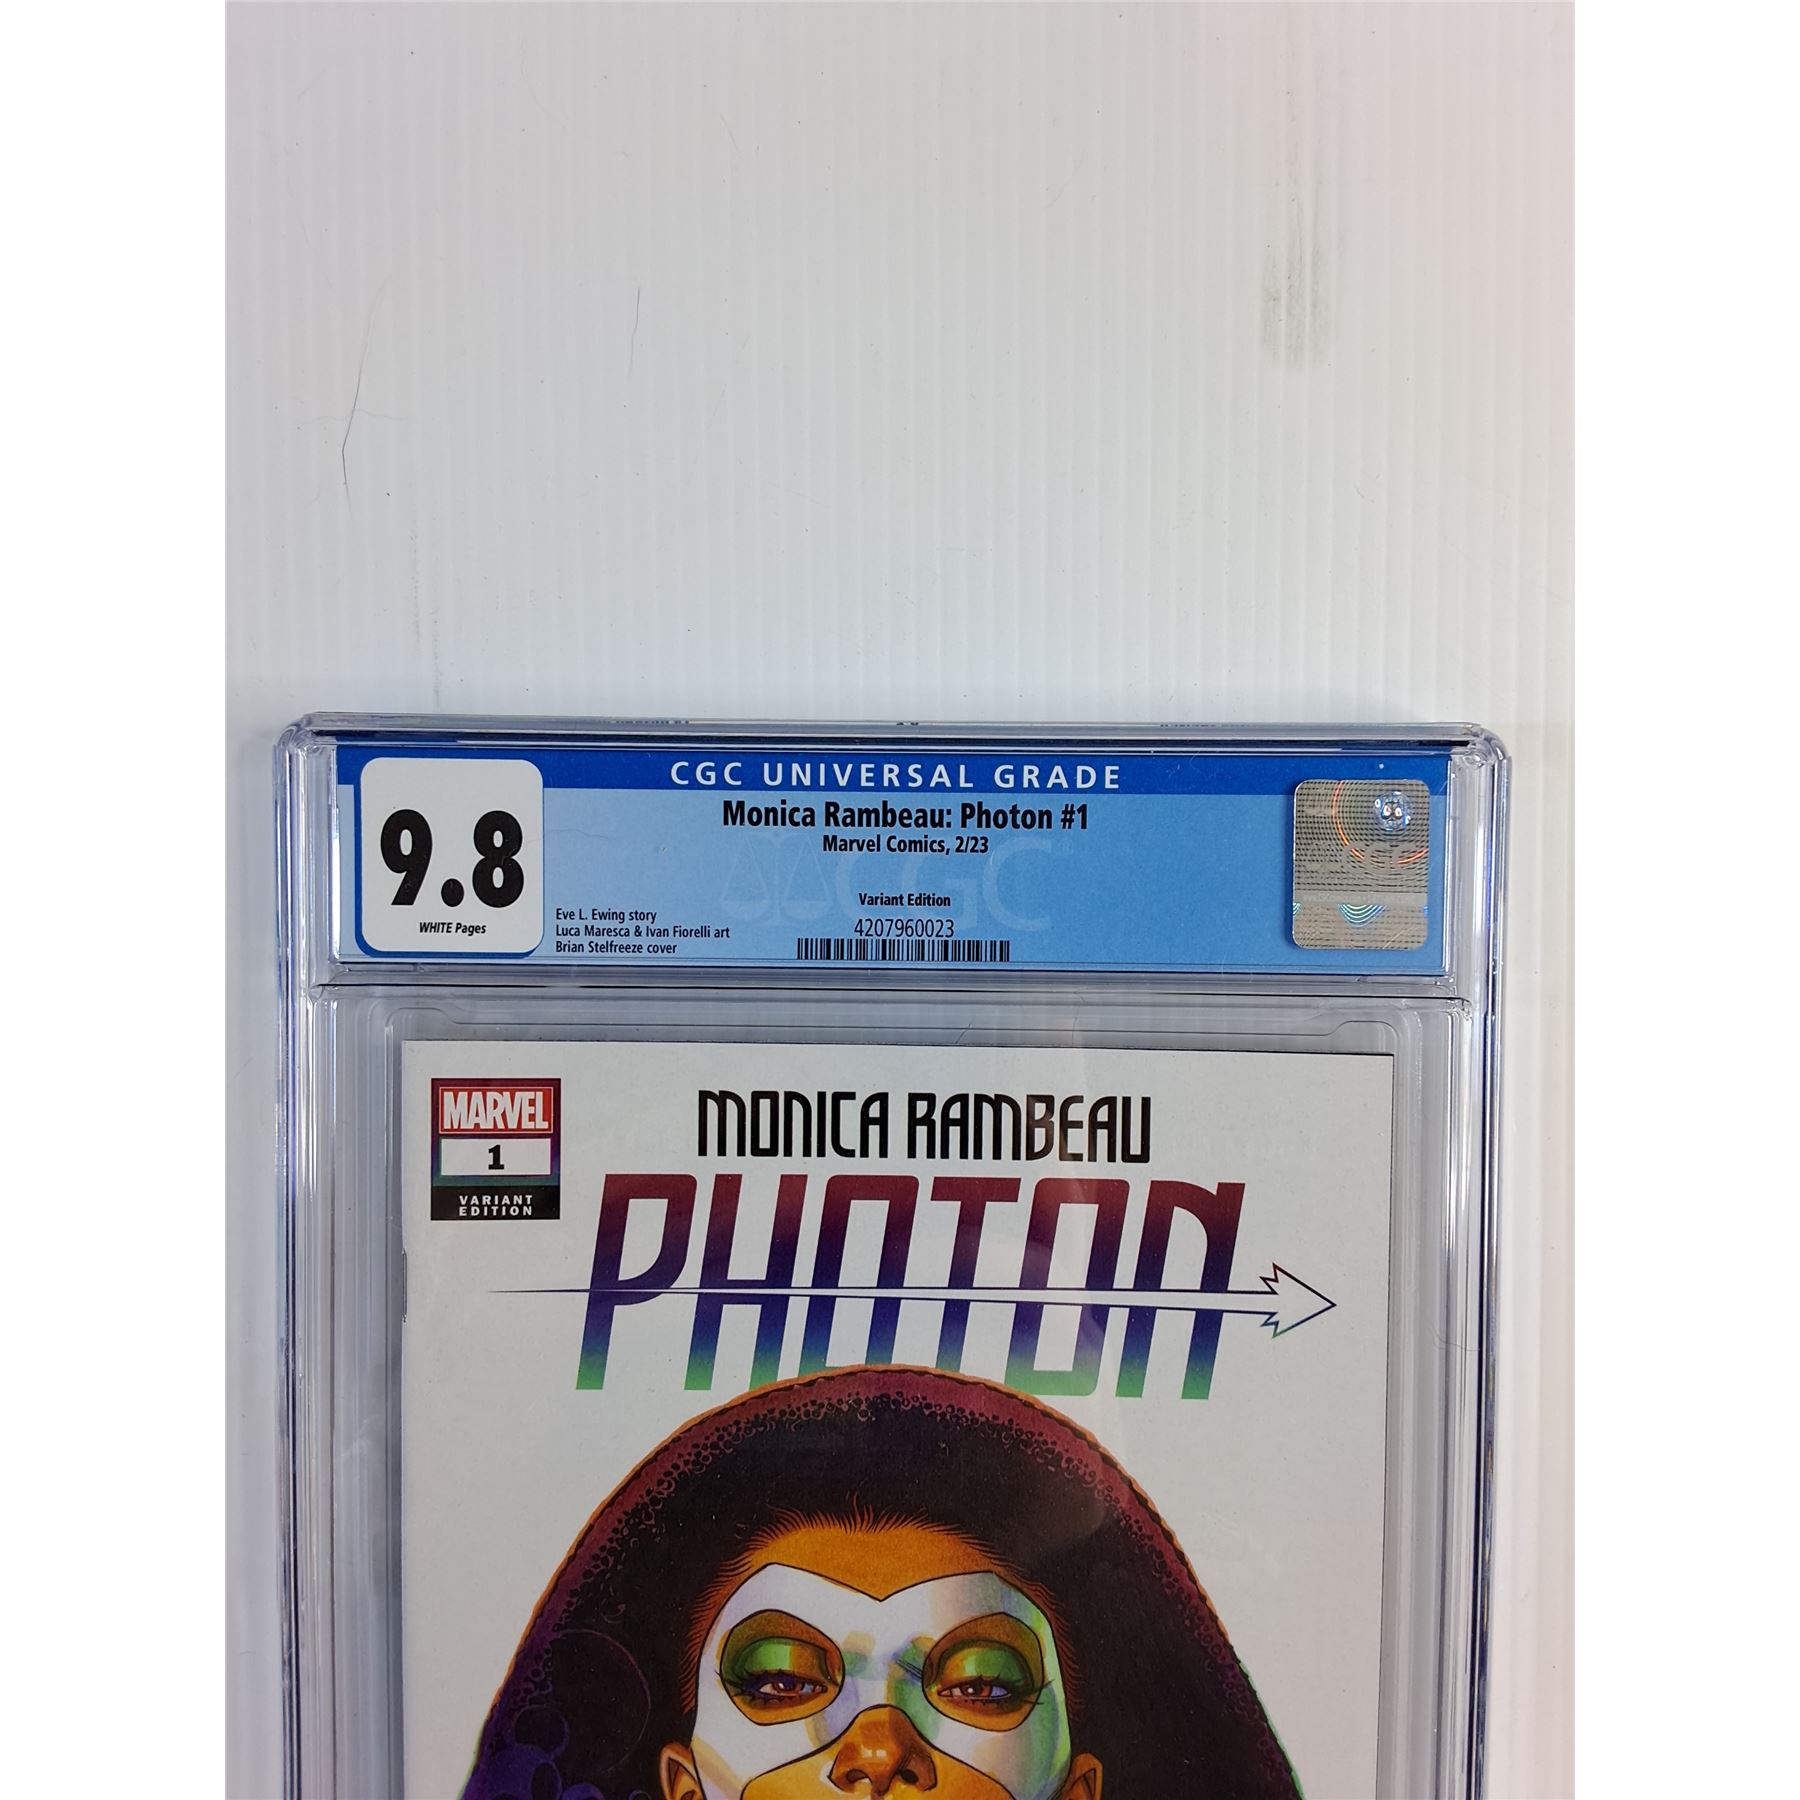 CGC UNIVERSAL GRADE
9.8
WHITE Pages
Monica Rambeau: Photon #1
Marvel Comics, 2/23
CGC
Variant Edition
Eve L. Ewing story
Luca Maresca & Ivan Fiorelli art
Brian Stelfreeze cover
4207960023
MARVEL
1
VARIANT
EDITION
MONICA RAMBEAU
PHOTON